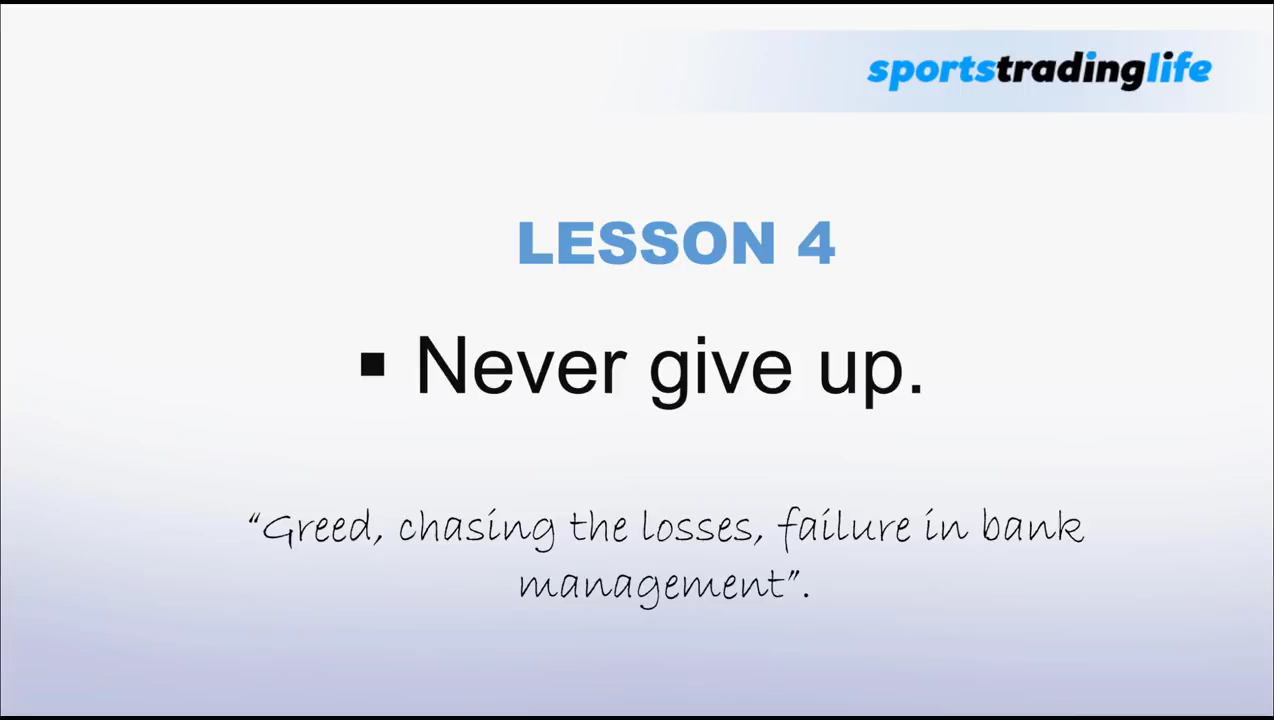 sportstradinglife
LESSON 4
▪ Never give up.
“Greed, chasing the losses, failure in bank
management”.